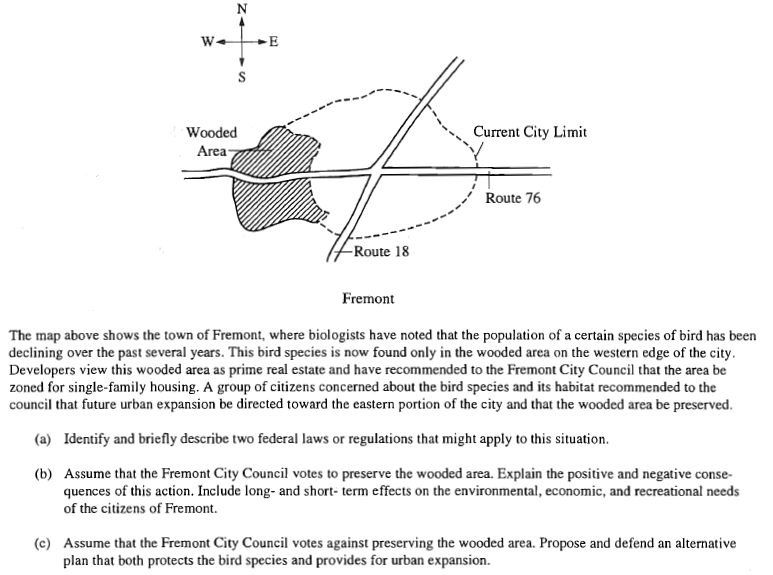 N
W E
S
Wooded
Area
Current City Limit
Route 76
Route 18
Fremont
The map above shows the town of Fremont, where biologists have noted that the population of a certain species of bird has been
declining over the past several years. This bird species is now found only in the wooded area on the western edge of the city.
Developers view this wooded area as prime real estate and have recommended to the Fremont City Council that the area be
zoned for single-family housing. A group of citizens concerned about the bird species and its habitat recommended to the
council that future urban expansion be directed toward the eastern portion of the city and that the wooded area be preserved.
(a) Identify and briefly describe two federal laws or regulations that might apply to this situation.
(b) Assume that the Fremont City Council votes to preserve the wooded area. Explain the positive and negative conse-
quences of this action. Include long- and short- term effects on the environmental, economic, and recreational needs
of the citizens of Fremont.
(c) Assume that the Fremont City Council votes against preserving the wooded area. Propose and defend an alternative
plan that both protects the bird species and provides for urban expansion.